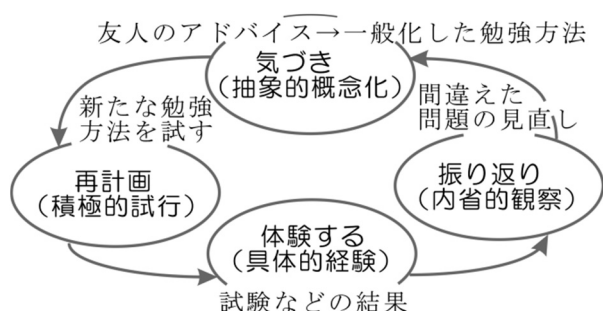 友人のアドバイス→一般化した勉強方法
気づき
(抽象的概念化)
新たな勉強
方法を試す
間違えた
問題の見直し
再計画
(積極的試行)
振り返り
(内省的観察)
体験する
(具体的経験)
試験などの結果